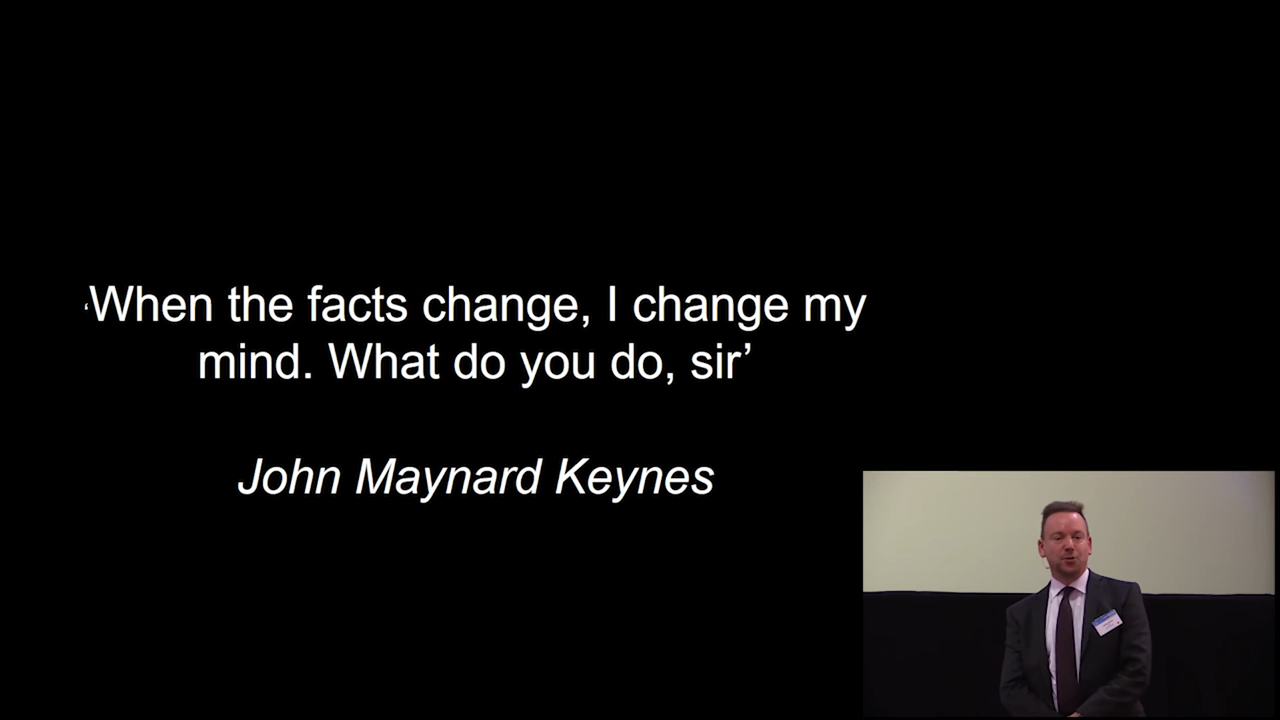 ‘When the facts change, I change my
mind. What do you do, sir’
John Maynard Keynes